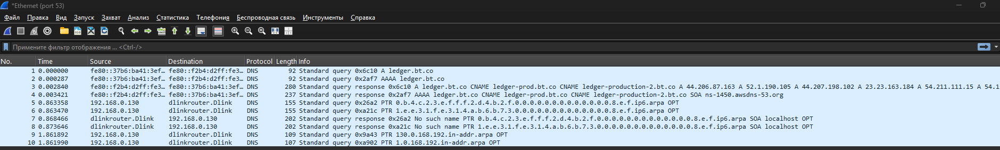 *Ethernet (port 53)
Файл Правка Вид Запуск Захват Анализ Статистика Телефония Беспроводная связь Инструменты Справка
Примените фильтр отображения ... <Ctrl-/>
No. Time Source Destination Protocol Length Info
1 0.000000 fe80::37b6:ba41:3ef… fe80::f2b4:d2ff:fe3… DNS 92 Standard query 0x6c10 A ledger.bt.co
2 0.000287 fe80::37b6:ba41:3ef… fe80::f2b4:d2ff:fe3… DNS 92 Standard query 0x2af7 AAAA ledger.bt.co
3 0.002840 fe80::f2b4:d2ff:fe3… fe80::37b6:ba41:3ef… DNS 280 Standard query response 0x6c10 A ledger.bt.co CNAME ledger-prod.bt.co CNAME ledger-production-2.bt.co A 44.206.87.163 A 52.1.190.105 A 44.207.198.102 A 23.23.163.184 A 54.211.111.15 A 54.1
4 0.003421 fe80::f2b4:d2ff:fe3… fe80::37b6:ba41:3ef… DNS 237 Standard query response 0x2af7 AAAA ledger.bt.co CNAME ledger-prod.bt.co CNAME ledger-production-2.bt.co SOA ns-1450.awsdns-53.org
5 0.863358 192.168.0.130 dlinkrouter.Dlink DNS 155 Standard query 0x26a2 PTR 0.b.4.c.2.3.e.f.f.f.2.d.4.b.2.f.0.0.0.0.0.0.0.0.0.0.0.0.0.8.e.f.ip6.arpa OPT
6 0.863470 192.168.0.130 dlinkrouter.Dlink DNS 155 Standard query 0xa21c PTR 1.e.e.3.1.f.e.3.1.4.a.b.6.b.7.3.0.0.0.0.0.0.0.0.0.0.0.0.0.8.e.f.ip6.arpa OPT
7 0.868466 dlinkrouter.Dlink 192.168.0.130 DNS 202 Standard query response 0x26a2 No such name PTR 0.b.4.c.2.3.e.f.f.f.2.d.4.b.2.f.0.0.0.0.0.0.0.0.0.0.0.0.0.8.e.f.ip6.arpa SOA localhost OPT
8 0.873646 dlinkrouter.Dlink 192.168.0.130 DNS 202 Standard query response 0xa21c No such name PTR 1.e.e.3.1.f.e.3.1.4.a.b.6.b.7.3.0.0.0.0.0.0.0.0.0.0.0.0.0.8.e.f.ip6.arpa SOA localhost OPT
9 1.861892 192.168.0.130 dlinkrouter.Dlink DNS 109 Standard query 0x9a43 PTR 130.0.168.192.in-addr.arpa OPT
10 1.861990 192.168.0.130 dlinkrouter.Dlink DNS 107 Standard query 0xa902 PTR 1.0.168.192.in-addr.arpa OPT